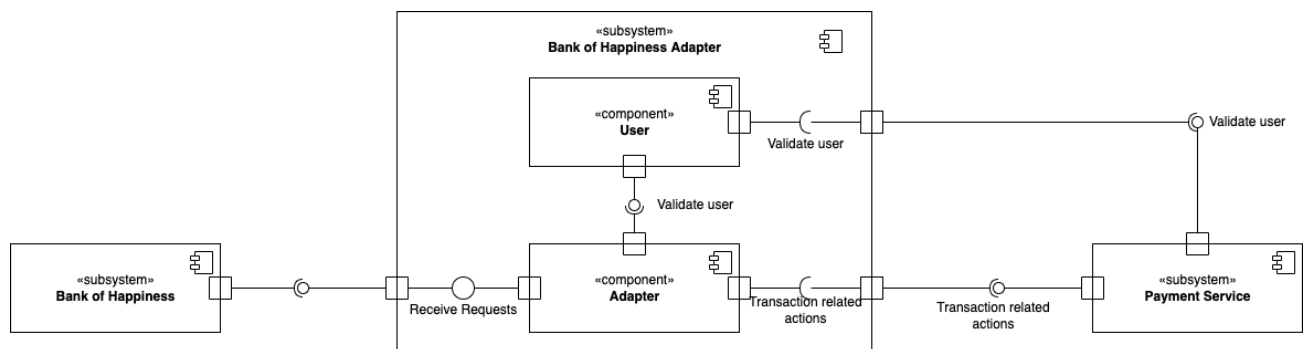 «subsystem»
Bank of Happiness Adapter
«component»
User
Validate user
Validate user
Validate user
«subsystem»
Bank of Happiness
Receive Requests
«component»
Adapter
Transaction related
actions
Transaction related
actions
«subsystem»
Payment Service